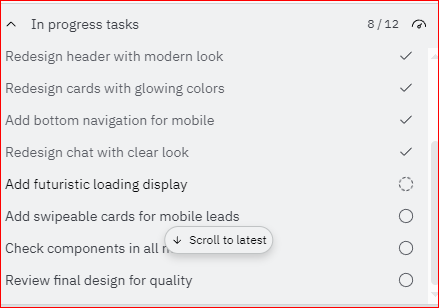 In progress tasks 8 / 12
Redesign header with modern look
Redesign cards with glowing colors
Add bottom navigation for mobile
Redesign chat with clear look
Add futuristic loading display
Add swipeable cards for mobile leads
Scroll to latest
Check components in all
Review final design for quality